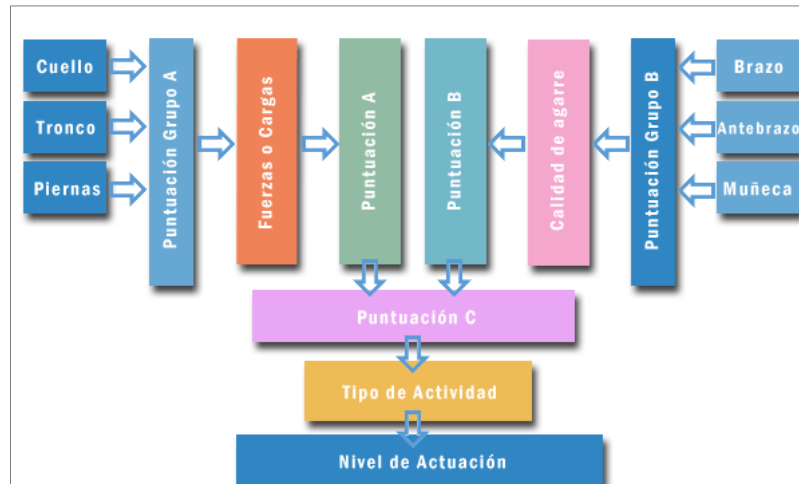 Cuello
Tronco
Piernas
Puntuación Grupo A
Fuerzas o Cargas
Puntuación A
Puntuación B
Calidad de agarre
Puntuación Grupo B
Brazo
Antebrazo
Muñeca
Puntuación C
Tipo de Actividad
Nivel de Actuación